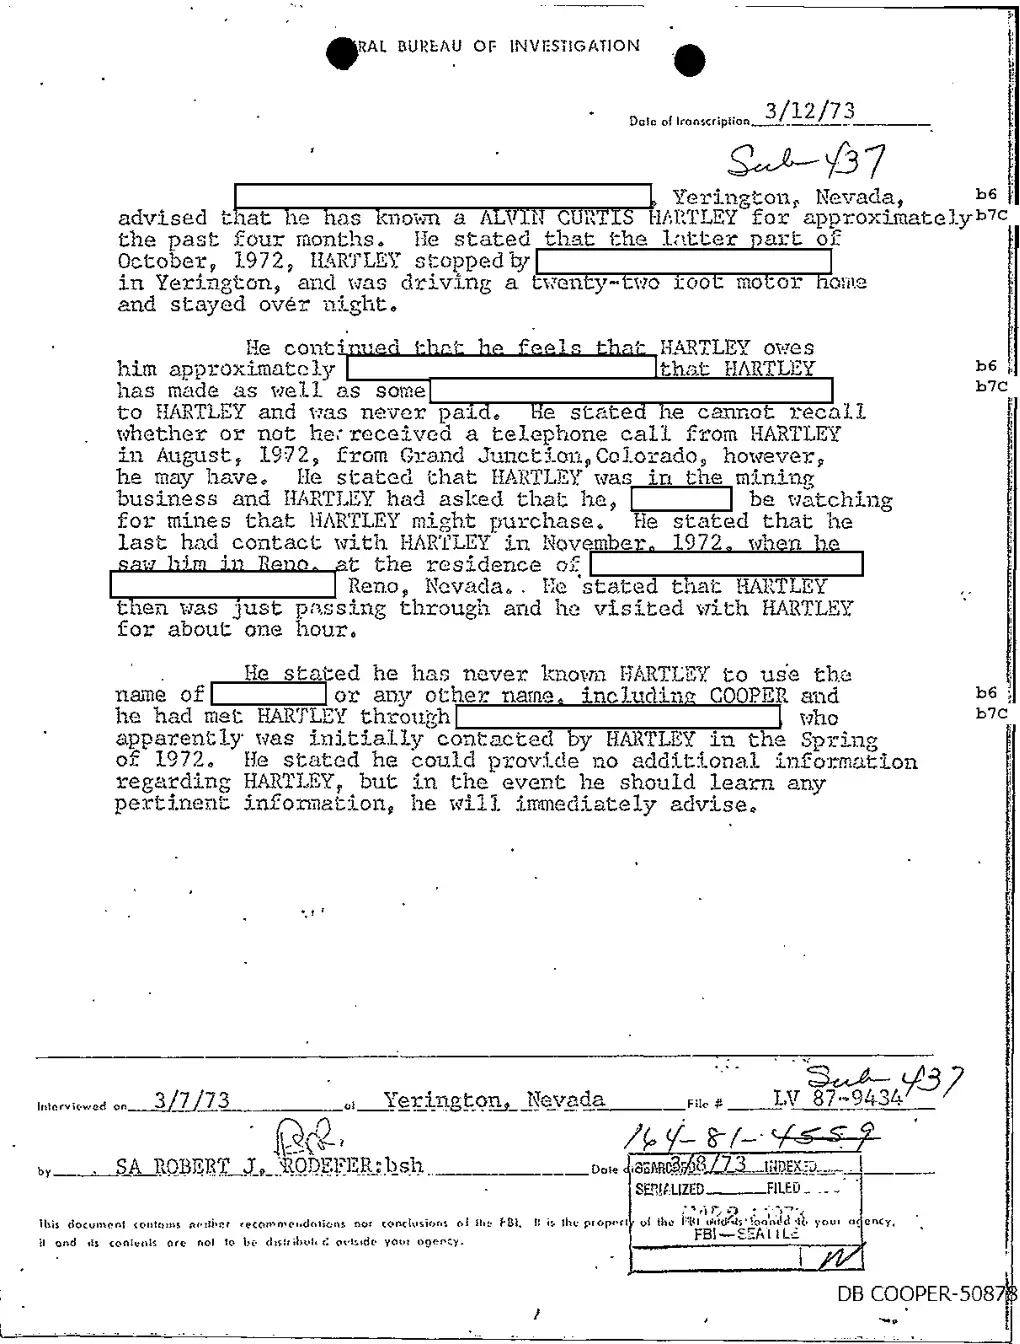 RAL BUREAU OF INVESTIGATION
Date of transcription 3/12/73
Sub 437
, Yerington, Nevada, b6
advised that he has known a ALVIN CURTIS HARTLEY for approximately b7C
the past four months. He stated that the latter part of
October, 1972, HARTLEY stopped by
in Yerington, and was driving a twenty-two foot motor home
and stayed over night.
He continued that he feels that HARTLEY owes
him approximately that HARTLEY b6
has made as well as some b7C
to HARTLEY and was never paid. He stated he cannot recall
whether or not he received a telephone call from HARTLEY
in August, 1972, from Grand Junction, Colorado, however,
he may have. He stated that HARTLEY was in the mining
business and HARTLEY had asked that he, be watching
for mines that HARTLEY might purchase. He stated that he
last had contact with HARTLEY in November, 1972, when he
saw him in Reno, at the residence of
Reno, Nevada. He stated that HARTLEY
then was just passing through and he visited with HARTLEY
for about one hour.
He stated he has never known HARTLEY to use the
name of or any other name, including COOPER and b6
he had met HARTLEY through who b7C
apparently was initially contacted by HARTLEY in the Spring
of 1972. He stated he could provide no additional information
regarding HARTLEY, but in the event he should learn any
pertinent information, he will immediately advise.
Sub 437
Interviewed on 3/7/73 at Yerington, Nevada File # LV 87-9434
164-81-4559
by SA ROBERT J. RODEFER:bsh Date 3/8/73
SEARCHED INDEXED
SERIALIZED FILED
This document contains neither recommendations nor conclusions of the FBI. It is the property of the FBI and is loaned to your agency;
it and its contents are not to be distributed outside your agency.
FBI—SEATTLE
DB COOPER-50878